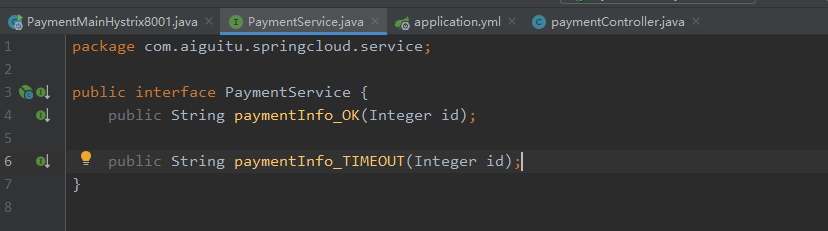 PaymentMainHystrix8001.java × PaymentService.java × application.yml × paymentController.java ×
1 package com.aiguitu.springcloud.service;
2
3 public interface PaymentService {
4 public String paymentInfo_OK(Integer id);
5
6 public String paymentInfo_TIMEOUT(Integer id);
7 }
8